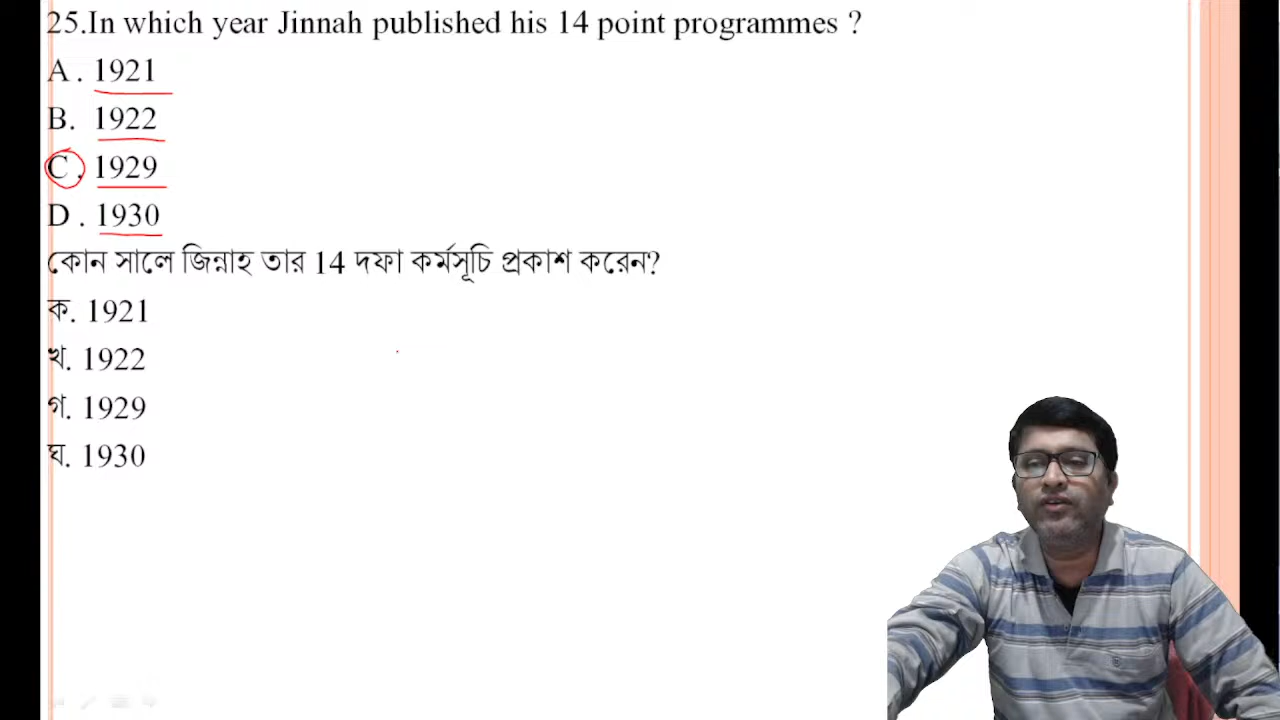 25.In which year Jinnah published his 14 point programmes ?
A . 1921
B. 1922
C . 1929
D . 1930
কোন সালে জিন্নাহ তার 14 দফা কর্মসূচি প্রকাশ করেন?
ক. 1921
খ. 1922
গ. 1929
ঘ. 1930